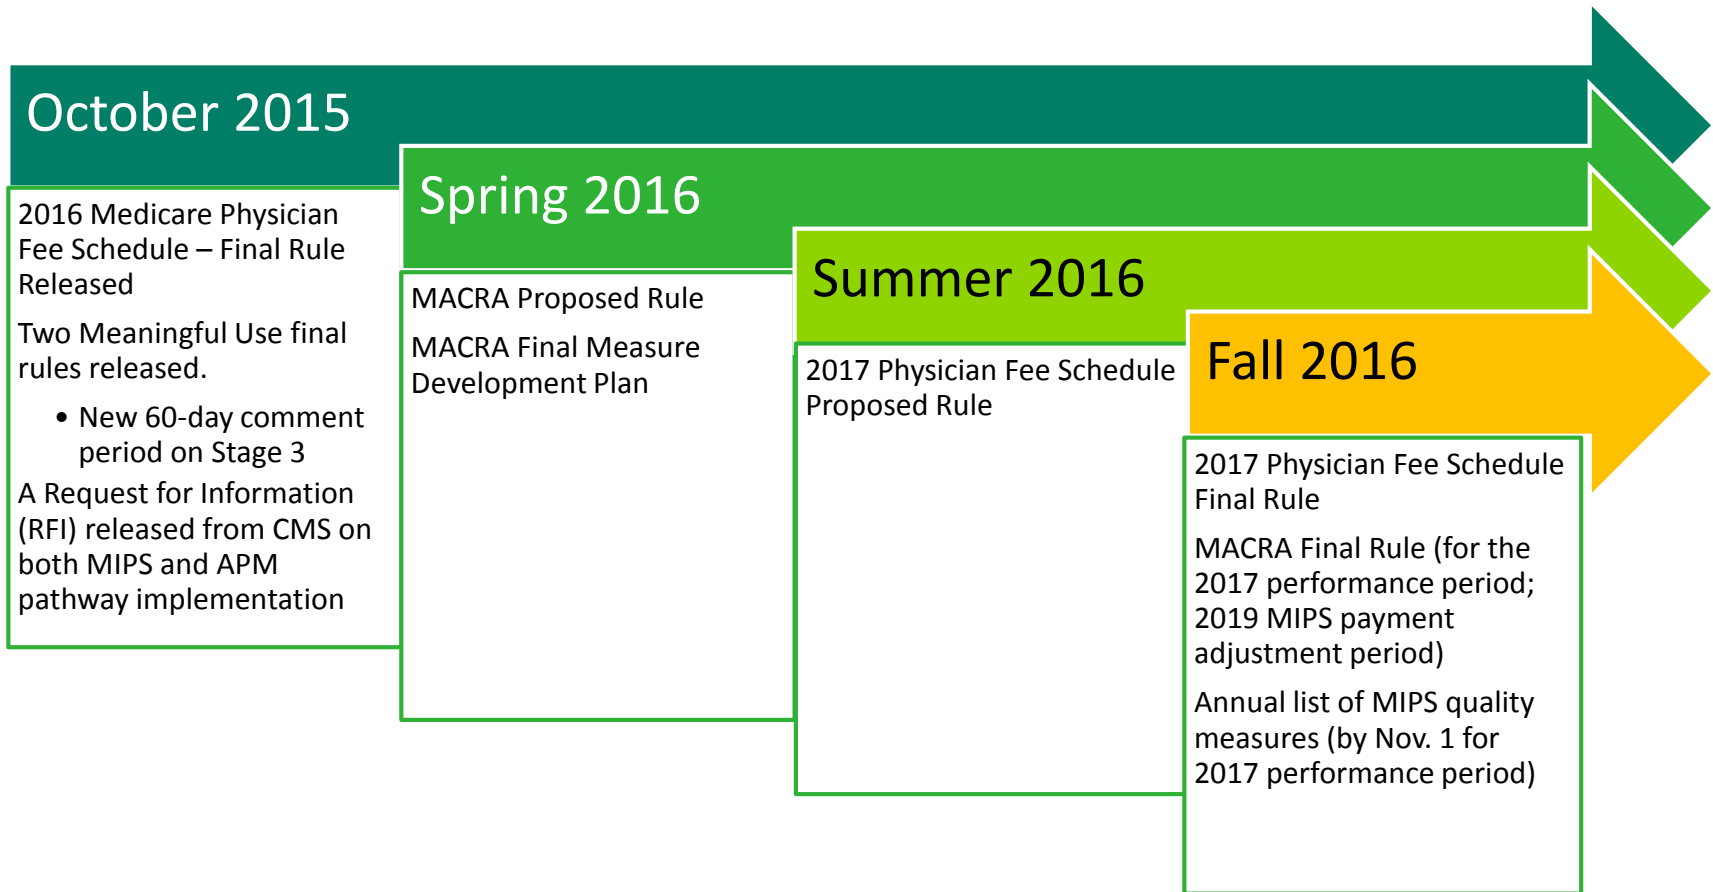 October 2015
2016 Medicare Physician
Fee Schedule – Final Rule
Released
Two Meaningful Use final
rules released.
• New 60-day comment
period on Stage 3
A Request for Information
(RFI) released from CMS on
both MIPS and APM
pathway implementation
Spring 2016
MACRA Proposed Rule
MACRA Final Measure
Development Plan
Summer 2016
2017 Physician Fee Schedule
Proposed Rule
Fall 2016
2017 Physician Fee Schedule
Final Rule
MACRA Final Rule (for the
2017 performance period;
2019 MIPS payment
adjustment period)
Annual list of MIPS quality
measures (by Nov. 1 for
2017 performance period)